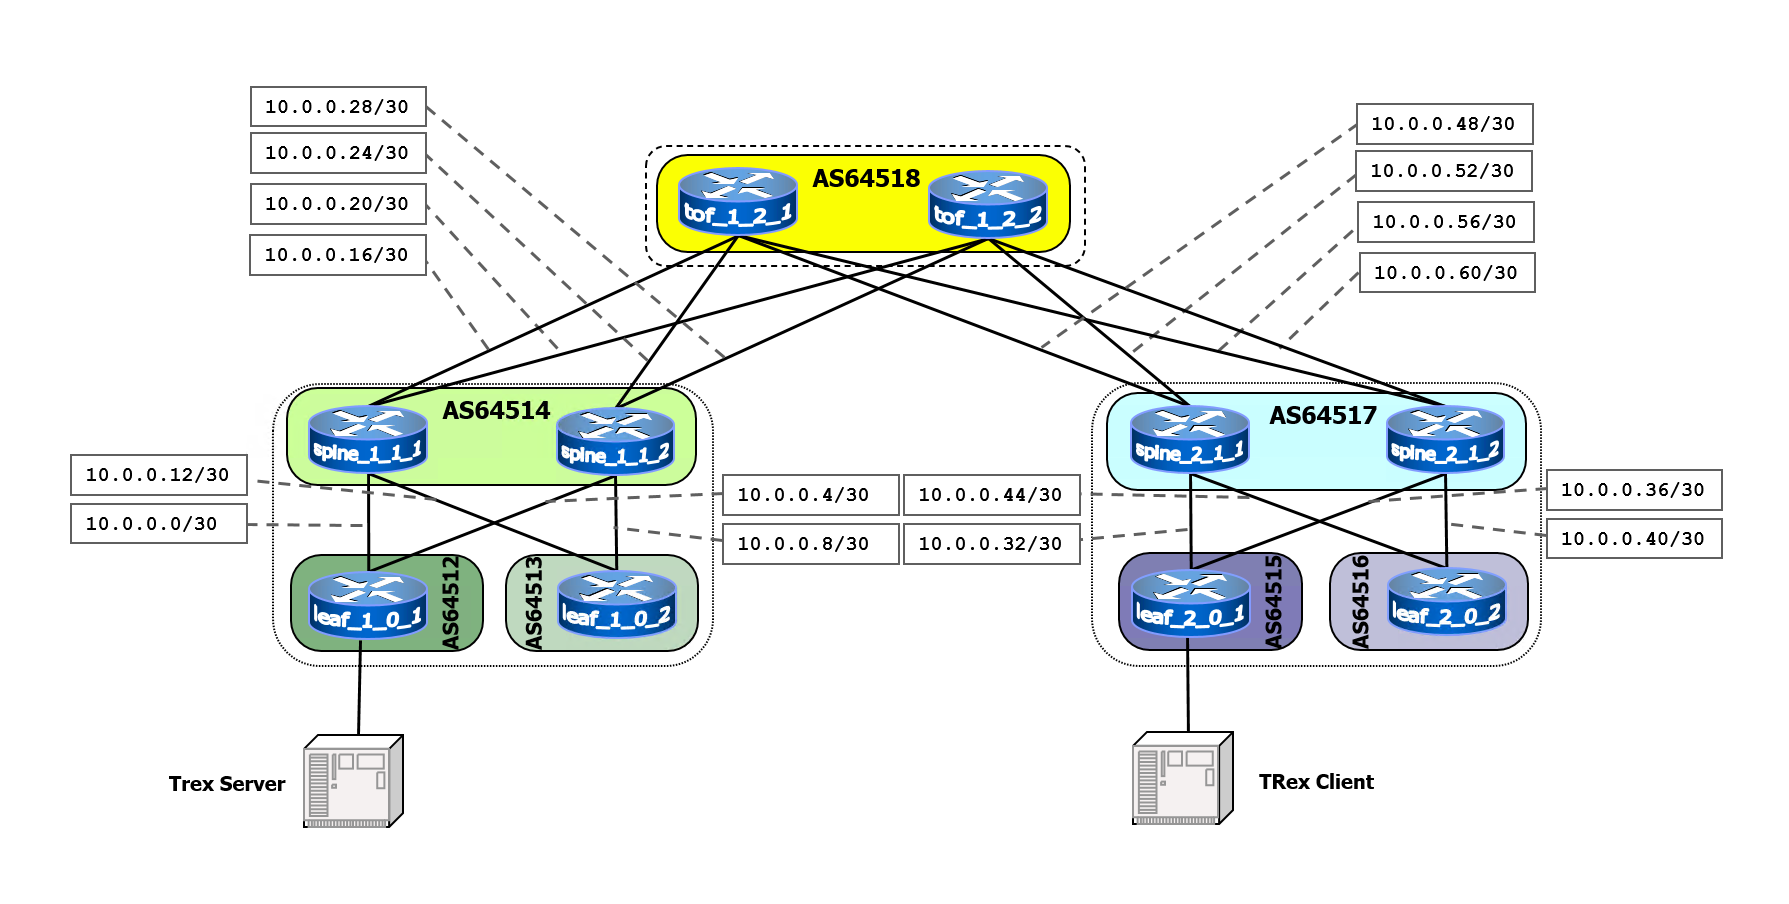 10.0.0.28/30
10.0.0.24/30
10.0.0.20/30
10.0.0.16/30
AS64518
tof_1_2_1
tof_1_2_2
10.0.0.48/30
10.0.0.52/30
10.0.0.56/30
10.0.0.60/30
AS64514
spine_1_1_1
spine_1_1_2
AS64517
spine_2_1_1
spine_2_1_2
10.0.0.12/30
10.0.0.0/30
10.0.0.4/30
10.0.0.8/30
10.0.0.44/30
10.0.0.32/30
10.0.0.36/30
10.0.0.40/30
leaf_1_0_1
AS64512
AS64513
leaf_1_0_2
leaf_2_0_1
AS64515
AS64516
leaf_2_0_2
Trex Server
TRex Client